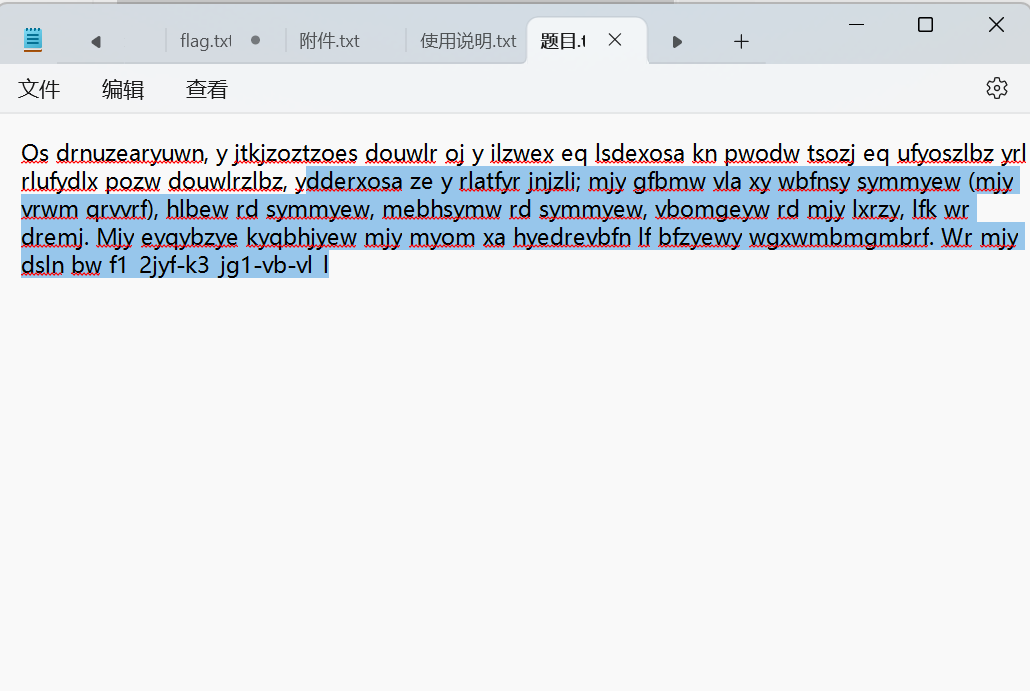 flag.txt
附件.txt
使用说明.txt
题目.t
文件
编辑
查看
Os drnuzearyuwn, y jtkjzoztzoes douwlr oj y ilzwex eq lsdexosa kn pwodw tsozj eq ufyoszlbz yrl
rlufydlx pozw douwlrzlbz, ydderxosa ze y rlatfyr jnjzli; mjy gfbmw vla xy wbfnsy symmyew (mjy
vrwm qrvvrf), hlbew rd symmyew, mebhsymw rd symmyew, vbomgeyw rd mjy lxrzy, lfk wr
dremj. Mjy eyqybzye kyqbhjyew mjy myom xa hyedrevbfn lf bfzyewy wgxwmbmgmbrf. Wr mjy
dsln bw f1 2jyf-k3 jg1-vb-vl l